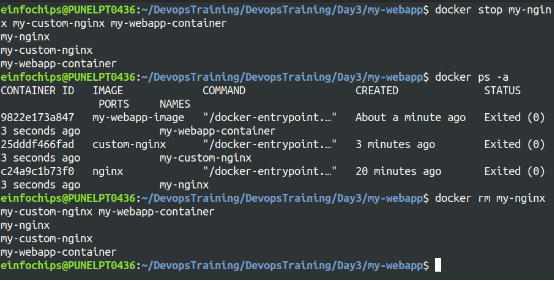 einfochips@PUNELPT0436:~/DevopsTraining/DevopsTraining/Day3/my-webapp$ docker stop my-ngin
x my-custom-nginx my-webapp-container
my-nginx
my-custom-nginx
my-webapp-container
einfochips@PUNELPT0436:~/DevopsTraining/DevopsTraining/Day3/my-webapp$ docker ps -a
CONTAINER ID   IMAGE          COMMAND                  CREATED              STATUS
PORTS     NAMES
9822e173a847   my-webapp-image   "/docker-entrypoint.…"   About a minute ago   Exited (0)
3 seconds ago             my-webapp-container
25dddf466fad   custom-nginx      "/docker-entrypoint.…"   3 minutes ago        Exited (0)
3 seconds ago             my-custom-nginx
c24a9c1b73f0   nginx             "/docker-entrypoint.…"   20 minutes ago       Exited (0)
3 seconds ago             my-nginx
einfochips@PUNELPT0436:~/DevopsTraining/DevopsTraining/Day3/my-webapp$ docker rm my-nginx
my-custom-nginx my-webapp-container
my-nginx
my-custom-nginx
my-webapp-container
einfochips@PUNELPT0436:~/DevopsTraining/DevopsTraining/Day3/my-webapp$